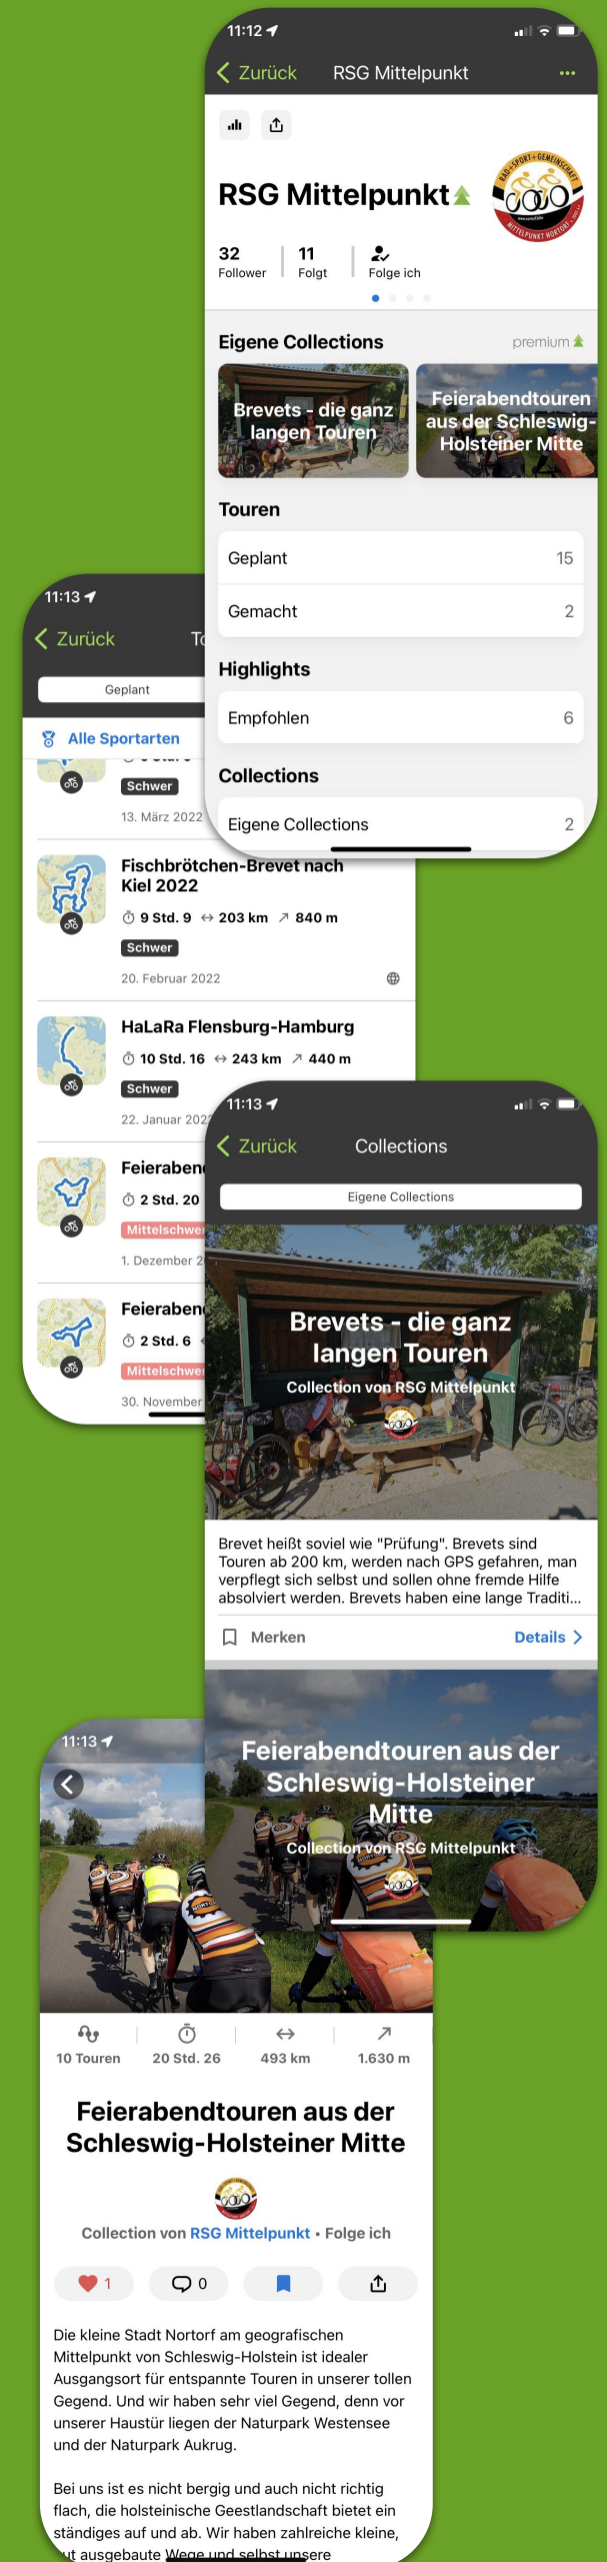 11:12
Zurück RSG Mittelpunkt
RSG Mittelpunkt
RAD+SPORT+GEMEINSCHAFT
MITTELPUNKT NORTORF
32 11
Follower Folgt Folge ich
Eigene Collections premium
Brevets - die ganz
langen Touren
Feierabendtouren
aus der Schleswig-
Holsteiner Mitte
Touren
Geplant 15
Gemacht 2
Highlights
Empfohlen 6
Collections
Eigene Collections 2
11:13
Zurück
Geplant
Alle Sportarten
Schwer
13. März 2022
Fischbrötchen-Brevet nach
Kiel 2022
9 Std. 9 203 km 840 m
Schwer
20. Februar 2022
HaLaRa Flensburg-Hamburg
10 Std. 16 243 km 440 m
Schwer
22. Januar 202
Feieraben
2 Std. 20
Mittelschwer
1. Dezember 2
Feieraben
2 Std. 6
Mittelschwer
30. November
11:13
Zurück Collections
Eigene Collections
Brevets - die ganz
langen Touren
Collection von RSG Mittelpunkt
Brevet heißt soviel wie "Prüfung". Brevets sind
Touren ab 200 km, werden nach GPS gefahren, man
verpflegt sich selbst und sollen ohne fremde Hilfe
absolviert werden. Brevets haben eine lange Traditi...
Merken Details
Feierabendtouren aus der
Schleswig-Holsteiner
Mitte
Collection von RSG Mittelpunkt
11:13
10 Touren 20 Std. 26 493 km 1.630 m
Feierabendtouren aus der
Schleswig-Holsteiner Mitte
Collection von RSG Mittelpunkt • Folge ich
1 0
Die kleine Stadt Nortorf am geografischen
Mittelpunkt von Schleswig-Holstein ist idealer
Ausgangsort für entspannte Touren in unserer tollen
Gegend. Und wir haben sehr viel Gegend, denn vor
unserer Haustür liegen der Naturpark Westensee
und der Naturpark Aukrug.
Bei uns ist es nicht bergig und auch nicht richtig
flach, die holsteinische Geestlandschaft bietet ein
ständiges auf und ab. Wir haben zahlreiche kleine,
ut ausgebaute Wege und selbst unsere